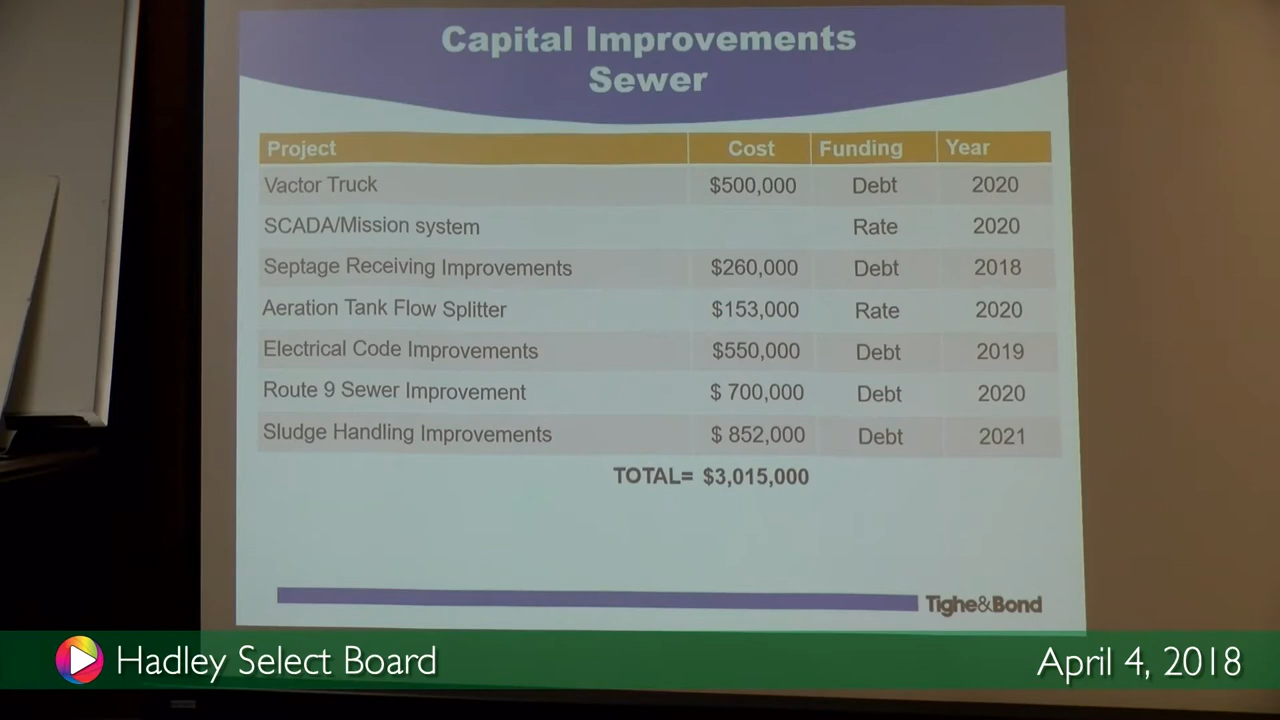 Capital Improvements
Sewer
Project Cost Funding Year
Vactor Truck $500,000 Debt 2020
SCADA/Mission system Rate 2020
Septage Receiving Improvements $260,000 Debt 2018
Aeration Tank Flow Splitter $153,000 Rate 2020
Electrical Code Improvements $550,000 Debt 2019
Route 9 Sewer Improvement $ 700,000 Debt 2020
Sludge Handling Improvements $ 852,000 Debt 2021
TOTAL= $3,015,000
Tighe&Bond
Hadley Select Board April 4, 2018